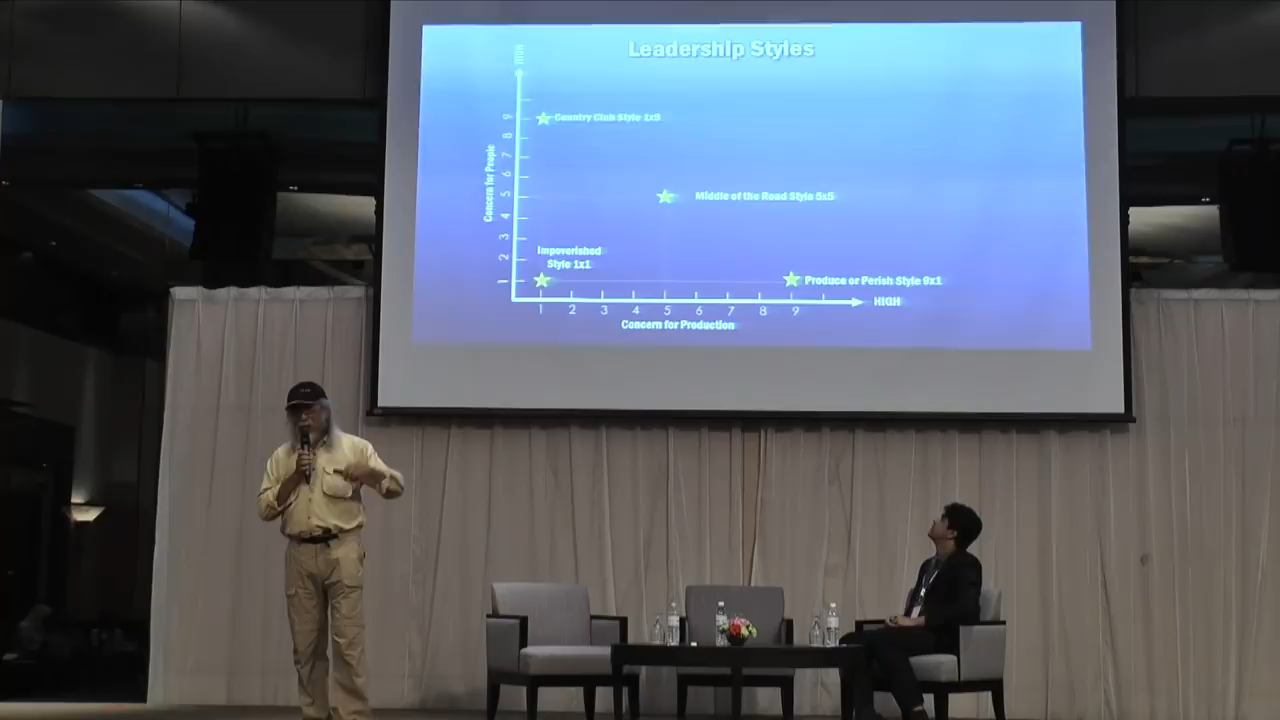 Leadership Styles
HIGH
9
Country Club Style 1x9
8
7
6
5
Middle of the Road Style 5x5
4
3
2
1
Concern for People
Impoverished
Style 1x1
Produce or Perish Style 9x1
HIGH
1 2 3 4 5 6 7 8 9
Concern for Production